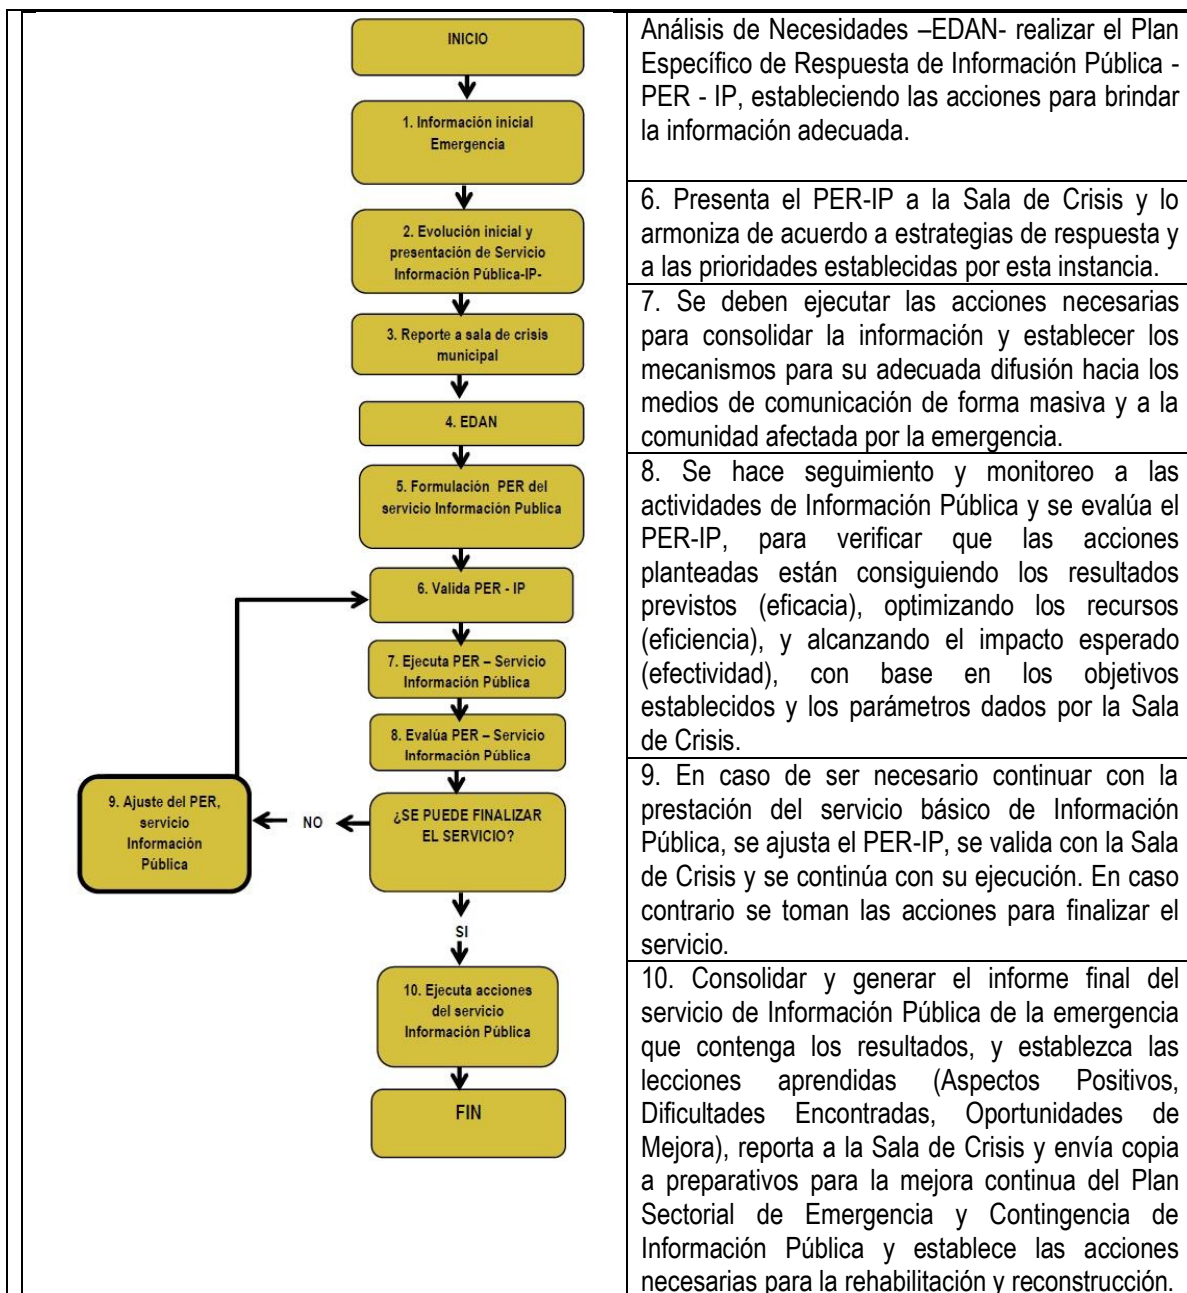 INICIO
1. Información inicial
Emergencia
2. Evolución inicial y
presentación de Servicio
Información Pública-IP-
3. Reporte a sala de crisis
municipal
4. EDAN
5. Formulación PER del
servicio Información Publica
6. Valida PER - IP
7. Ejecuta PER – Servicio
Información Pública
8. Evalúa PER – Servicio
Información Pública
¿SE PUEDE FINALIZAR
EL SERVICIO?
NO
9. Ajuste del PER,
servicio
Información
Pública
SI
10. Ejecuta acciones
del servicio
Información Pública
FIN
Análisis de Necesidades –EDAN- realizar el Plan
Específico de Respuesta de Información Pública -
PER - IP, estableciendo las acciones para brindar
la información adecuada.
6. Presenta el PER-IP a la Sala de Crisis y lo
armoniza de acuerdo a estrategias de respuesta y
a las prioridades establecidas por esta instancia.
7. Se deben ejecutar las acciones necesarias
para consolidar la información y establecer los
mecanismos para su adecuada difusión hacia los
medios de comunicación de forma masiva y a la
comunidad afectada por la emergencia.
8. Se hace seguimiento y monitoreo a las
actividades de Información Pública y se evalúa el
PER-IP, para verificar que las acciones
planteadas están consiguiendo los resultados
previstos (eficacia), optimizando los recursos
(eficiencia), y alcanzando el impacto esperado
(efectividad), con base en los objetivos
establecidos y los parámetros dados por la Sala
de Crisis.
9. En caso de ser necesario continuar con la
prestación del servicio básico de Información
Pública, se ajusta el PER-IP, se valida con la Sala
de Crisis y se continúa con su ejecución. En caso
contrario se toman las acciones para finalizar el
servicio.
10. Consolidar y generar el informe final del
servicio de Información Pública de la emergencia
que contenga los resultados, y establezca las
lecciones aprendidas (Aspectos Positivos,
Dificultades Encontradas, Oportunidades de
Mejora), reporta a la Sala de Crisis y envía copia
a preparativos para la mejora continua del Plan
Sectorial de Emergencia y Contingencia de
Información Pública y establece las acciones
necesarias para la rehabilitación y reconstrucción.